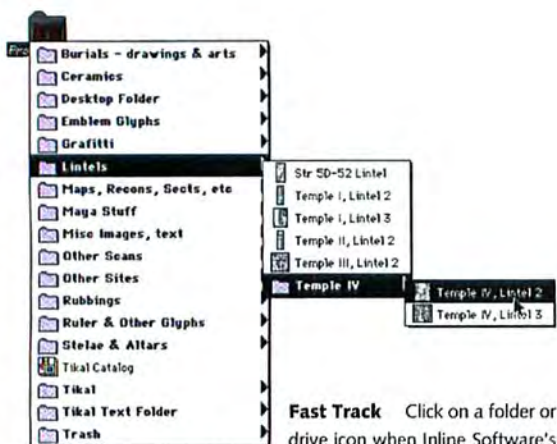 Burials - drawings & arts
Ceramics
Desktop Folder
Emblem Glyphs
Grafitti
Lintels
Maps, Recons, Sects, etc
Maya Stuff
Misc Images, text
Other Scans
Other Sites
Rubbings
Ruler & Other Glyphs
Stelae & Altars
Tikal Catalog
Tikal
Tikal Text Folder
Trash
Str 5D-52 Lintel
Temple I, Lintel 2
Temple I, Lintel 3
Temple II, Lintel 2
Temple III, Lintel 2
Temple IV
Temple IV, Lintel 2
Temple IV, Lintel 3
Fast Track Click on a folder or
drive icon when Inline Software's